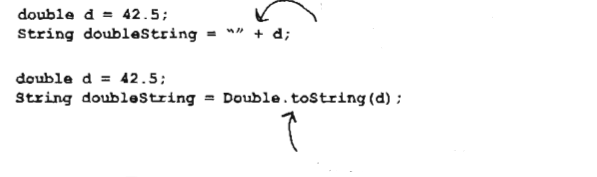 double d = 42.5;
String doubleString = "" + d;
double d = 42.5;
String doubleString = Double.toString(d);